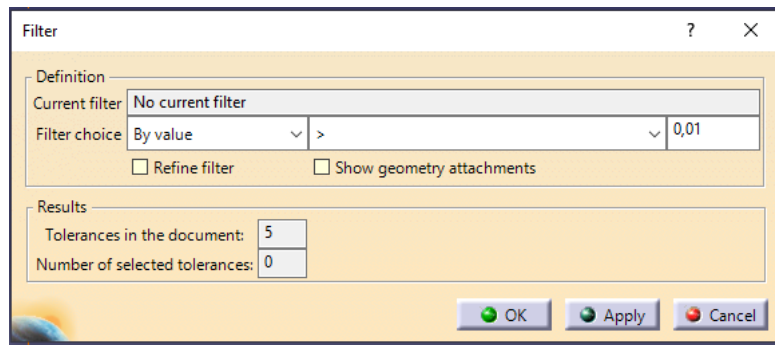 Filter ? X
Definition
Current filter No current filter
Filter choice By value > 0,01
Refine filter Show geometry attachments
Results
Tolerances in the document: 5
Number of selected tolerances: 0
OK Apply Cancel